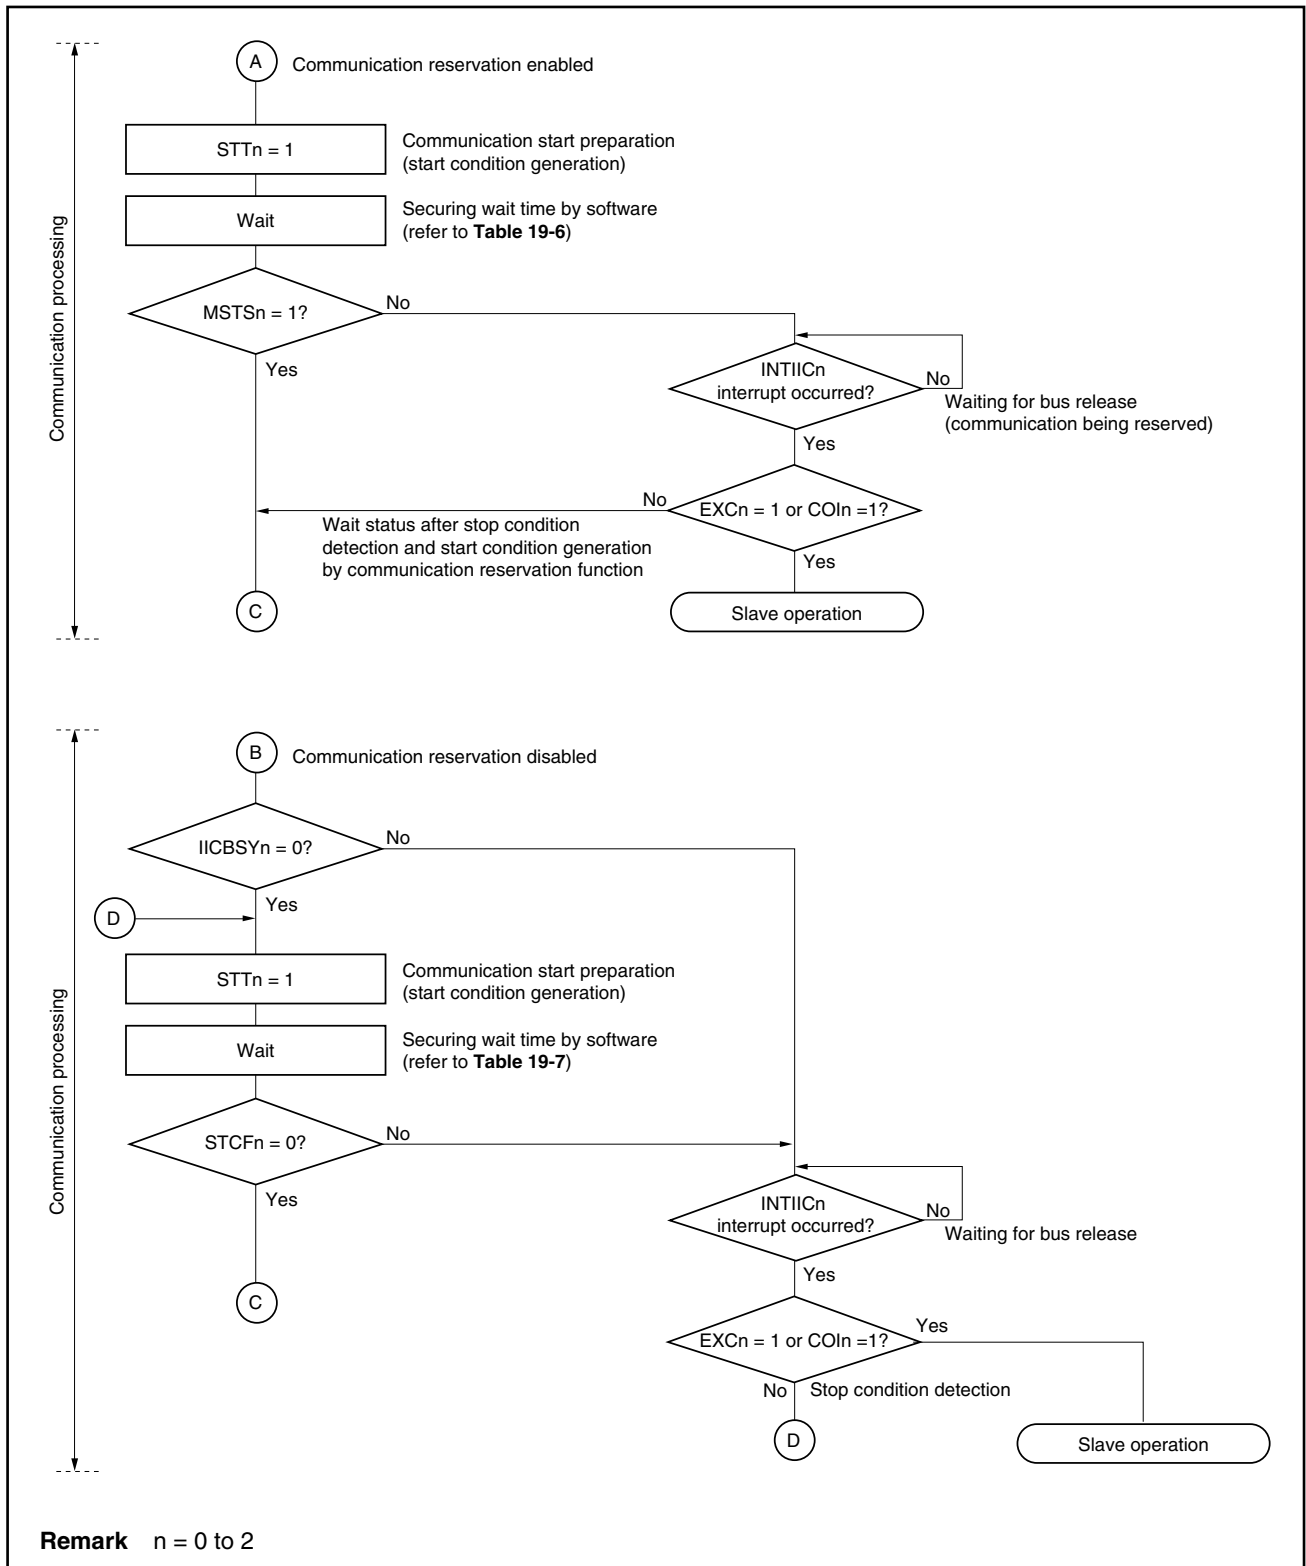 A
Communication reservation enabled
STTn = 1
Communication start preparation
(start condition generation)
Wait
Securing wait time by software
(refer to Table 19-6)
Communication processing
MSTSn = 1?
No
Yes
INTIICn
interrupt occurred?
No
Waiting for bus release
(communication being reserved)
Yes
EXCn = 1 or COIn =1?
No
Wait status after stop condition
detection and start condition generation
by communication reservation function
Yes
C
Slave operation
B
Communication reservation disabled
IICBSYn = 0?
No
Yes
D
STTn = 1
Communication start preparation
(start condition generation)
Wait
Securing wait time by software
(refer to Table 19-7)
Communication processing
STCFn = 0?
No
Yes
INTIICn
interrupt occurred?
No
Waiting for bus release
Yes
C
EXCn = 1 or COIn =1?
Yes
No
Stop condition detection
D
Slave operation
Remark n = 0 to 2